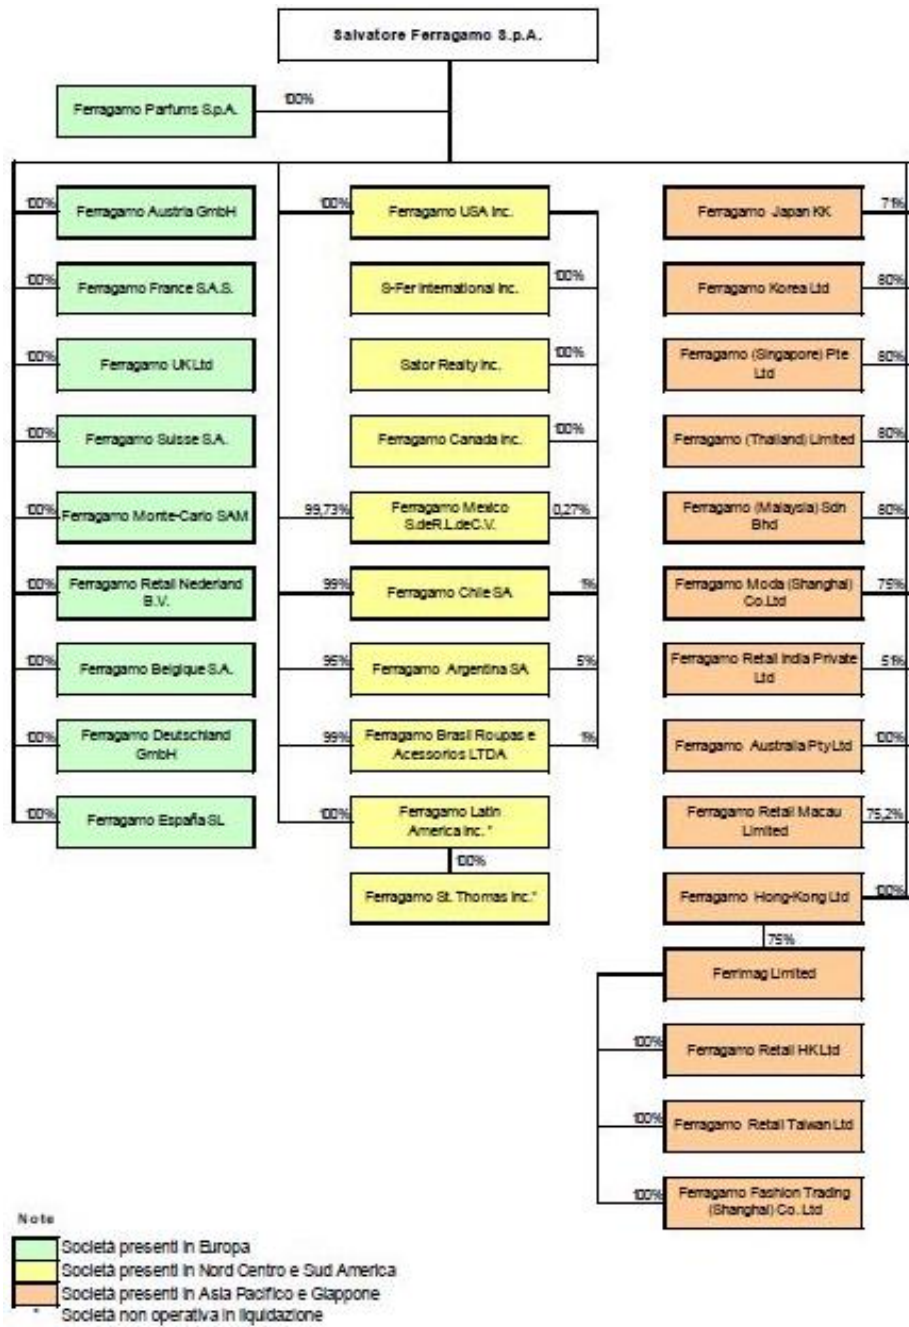 Salvatore Ferragamo S.p.A.
Ferragamo Parfums S.p.A.
100%
100%
Ferragamo Austria GmbH
100%
Ferragamo USA Inc.
Ferragamo Japan KK
71%
100%
Ferragamo France S.A.S.
S-Fer International Inc.
100%
Ferragamo Korea Ltd
80%
100%
Ferragamo UK Ltd
Sator Realty Inc.
100%
Ferragamo (Singapore) Pte
Ltd
80%
100%
Ferragamo Suisse S.A.
Ferragamo Canada Inc.
100%
Ferragamo (Thailand) Limited
80%
100%
Ferragamo Monte-Carlo SAM
99,73%
Ferragamo Mexico
S.deR.L.deC.V.
0,27%
Ferragamo (Malaysia) Sdn
Bhd
80%
100%
Ferragamo Retail Nederland
B.V.
99%
Ferragamo Chile SA
1%
Ferragamo Moda (Shanghai)
Co.Ltd
75%
100%
Ferragamo Belgique S.A.
95%
Ferragamo Argentina SA
5%
Ferragamo Retail India Private
Ltd
51%
100%
Ferragamo Deutschland
GmbH
99%
Ferragamo Brasil Roupas e
Acessorios LTDA
1%
Ferragamo Australia Pty Ltd
100%
100%
Ferragamo España SL
100%
Ferragamo Latin
America Inc. *
Ferragamo Retail Macau
Limited
75,2%
100%
Ferragamo St. Thomas Inc.*
Ferragamo Hong-Kong Ltd
100%
75%
Ferrimag Limited
100%
Ferragamo Retail HK Ltd
100%
Ferragamo Retail Taiwan Ltd
100%
Ferragamo Fashion Trading
(Shanghai) Co. Ltd
Note
Società presenti in Europa
Società presenti in Nord Centro e Sud America
Società presenti in Asia Pacifico e Giappone
* Società non operativa in liquidazione